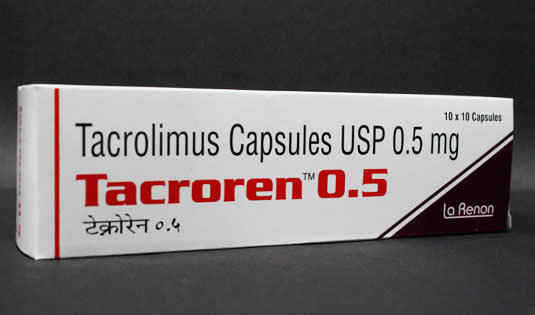 10 x 10 Capsules
Tacrolimus Capsules USP 0.5 mg
Tacroren™ 0.5
टेक्रोरेन ०.५
La Renon